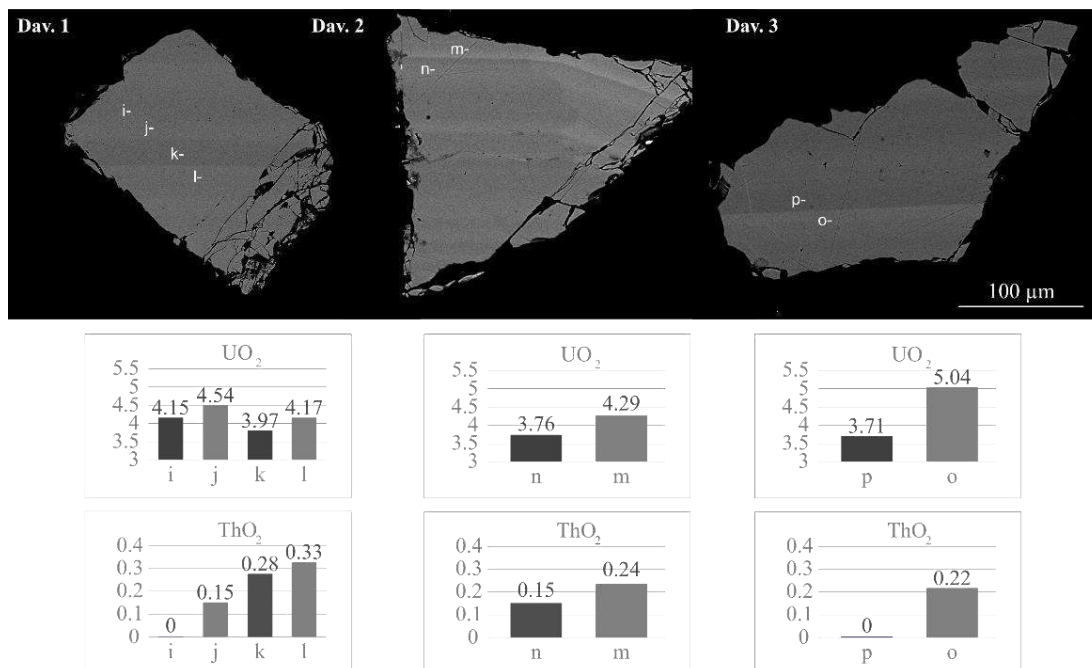 Dav. 1
Dav. 2
Dav. 3
m-
n-
i-
j-
k-
l-
p-
o-
100 µm
UO₂
5.5
5
4.5
4
3.5
3
4.15
4.54
3.97
4.17
i
j
k
l
UO₂
5.5
5
4.5
4
3.5
3
3.76
4.29
n
m
UO₂
5.5
5
4.5
4
3.5
3
3.71
5.04
p
o
ThO₂
0.4
0.3
0.2
0.1
0
0
0.15
0.28
0.33
i
j
k
l
ThO₂
0.4
0.3
0.2
0.1
0
0.15
0.24
n
m
ThO₂
0.4
0.3
0.2
0.1
0
0
0.22
p
o